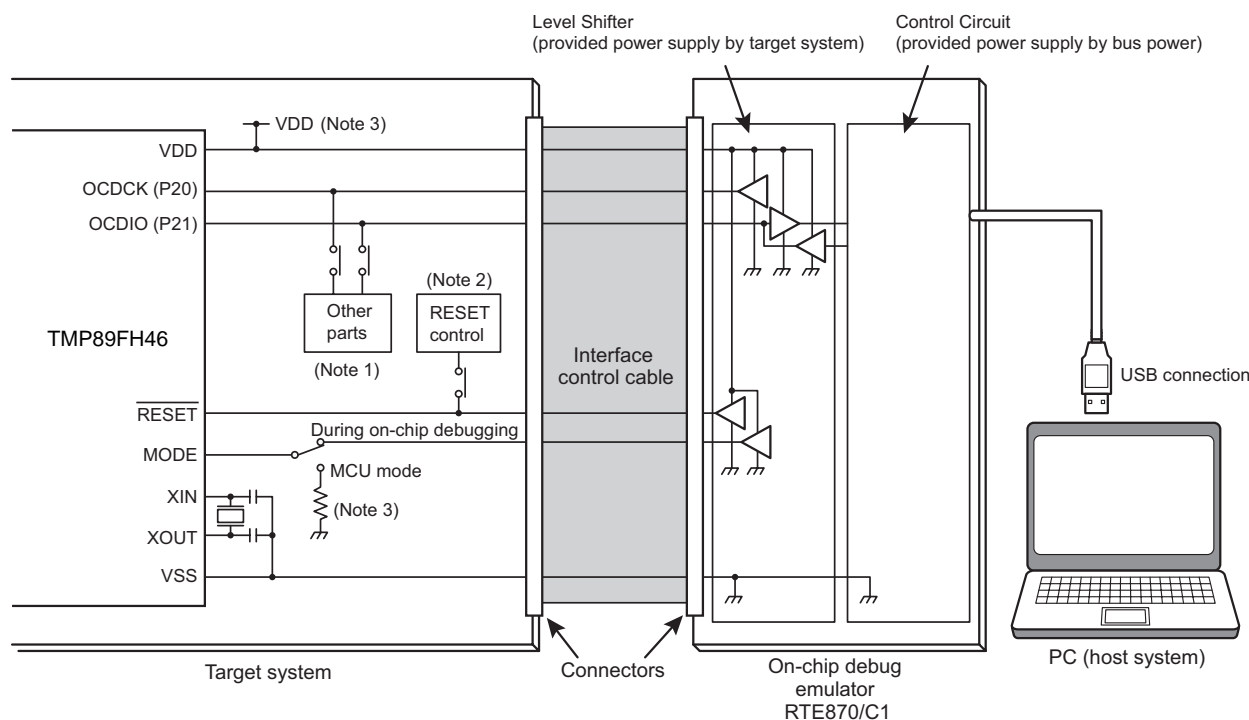 Level Shifter
(provided power supply by target system)
Control Circuit
(provided power supply by bus power)
VDD (Note 3)
VDD
OCDCK (P20)
OCDIO (P21)
(Note 2)
Other
parts
RESET
control
TMP89FH46
(Note 1)
Interface
control cable
USB connection
RESET
During on-chip debugging
MODE
MCU mode
XIN
(Note 3)
XOUT
VSS
Target system
Connectors
On-chip debug
emulator
RTE870/C1
PC (host system)